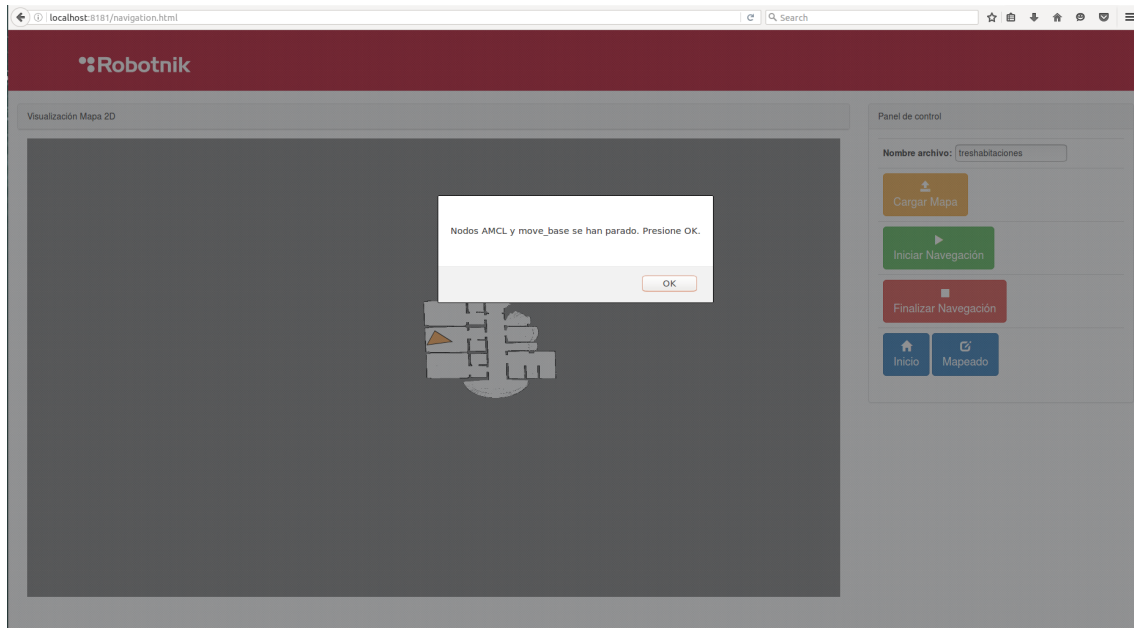 localhost:8181/navigation.html
Search
Robotnik
Visualización Mapa 2D
Panel de control
Nombre archivo: treshabitaciones
Cargar Mapa
Iniciar Navegación
Finalizar Navegación
Inicio Mapeado
Nodos AMCL y move_base se han parado. Presione OK.
OK